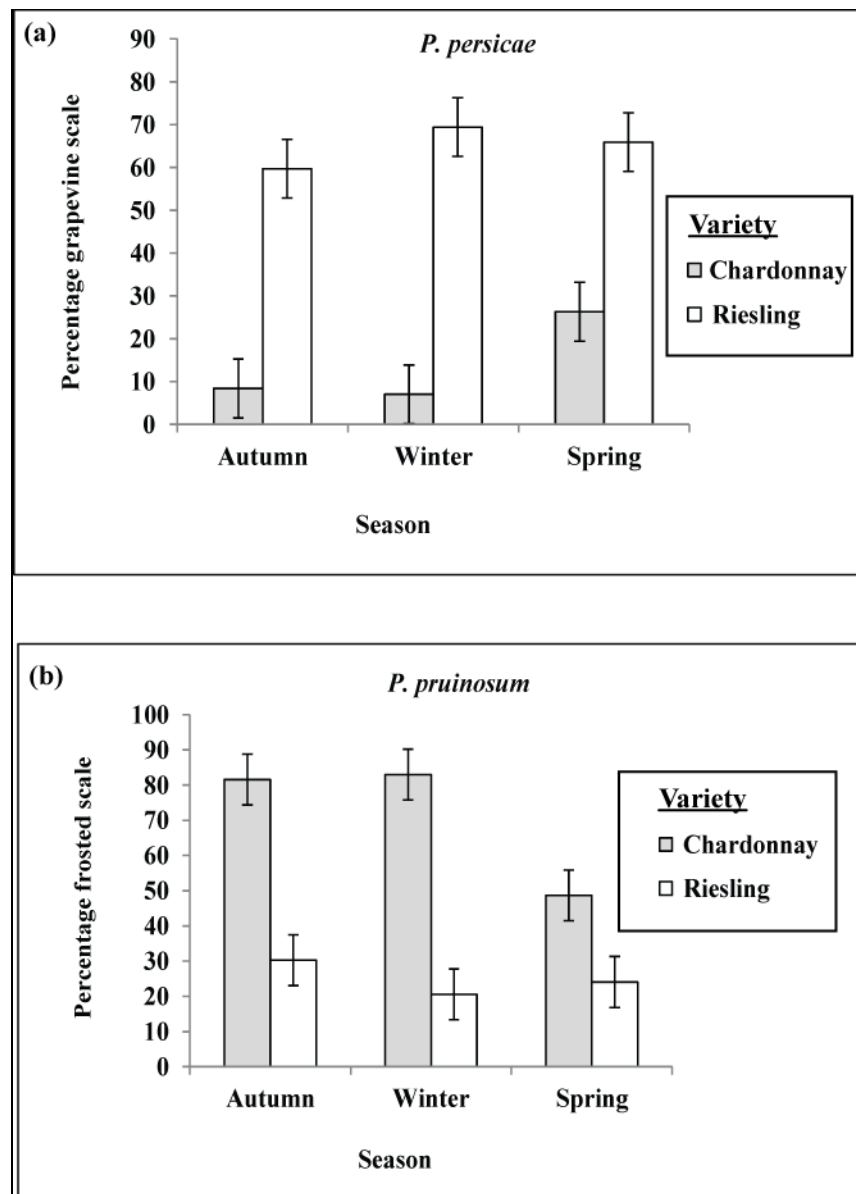 (a)
P. persicae
Percentage grapevine scale
90
80
70
60
50
40
30
20
10
0
Autumn Winter Spring
Season
Variety
Chardonnay
Riesling
(b)
P. pruinosum
Percentage frosted scale
100
90
80
70
60
50
40
30
20
10
0
Autumn Winter Spring
Season
Variety
Chardonnay
Riesling